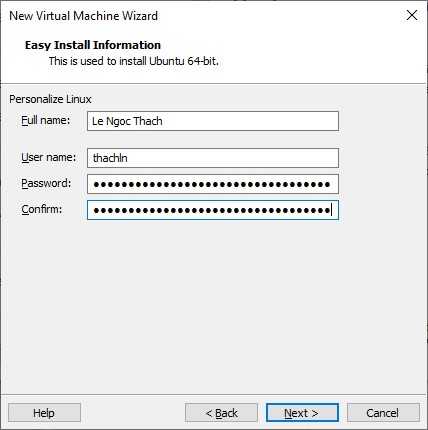 New Virtual Machine Wizard
Easy Install Information
This is used to install Ubuntu 64-bit.
Personalize Linux
Full name: Le Ngoc Thach
User name: thachln
Password: ●●●●●●●●●●●●●●●●●●●●●●●●●●●●●●●●●●
Confirm: ●●●●●●●●●●●●●●●●●●●●●●●●●●●●●●●●●●
Help < Back Next > Cancel